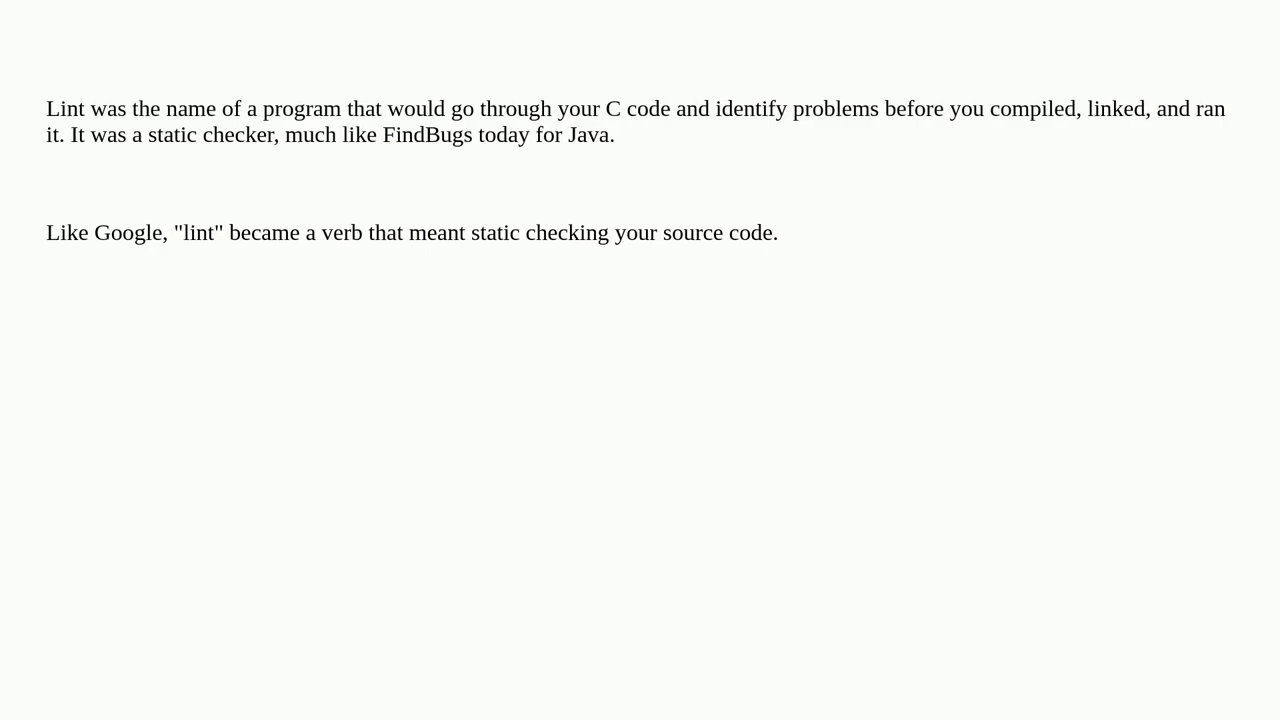 Lint was the name of a program that would go through your C code and identify problems before you compiled, linked, and ran
it. It was a static checker, much like FindBugs today for Java.
Like Google, "lint" became a verb that meant static checking your source code.